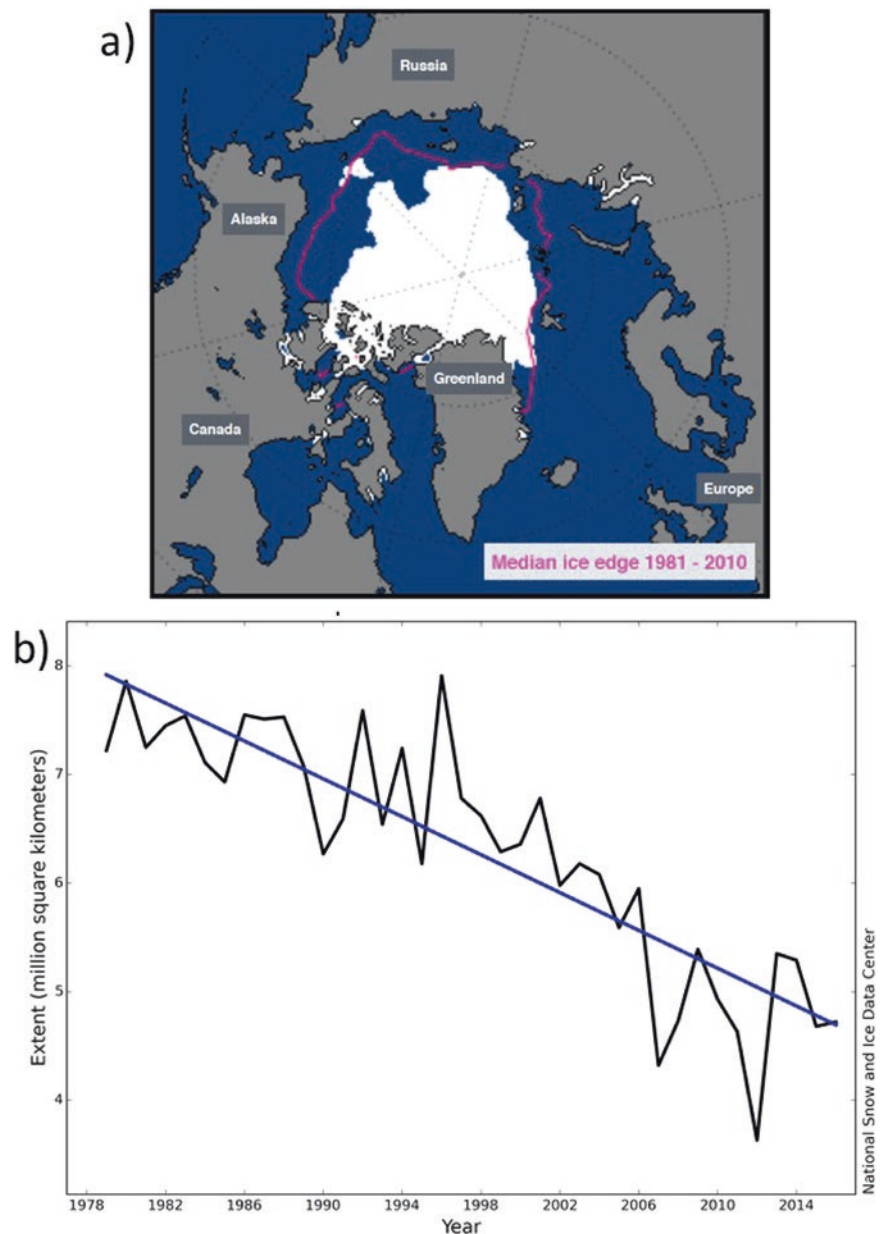 a)
Russia
Alaska
Greenland
Canada
Europe
Median ice edge 1981 - 2010
b)
8
7
6
5
4
Extent (million square kilometers)
1978 1982 1986 1990 1994 1998 2002 2006 2010 2014
Year
National Snow and Ice Data Center